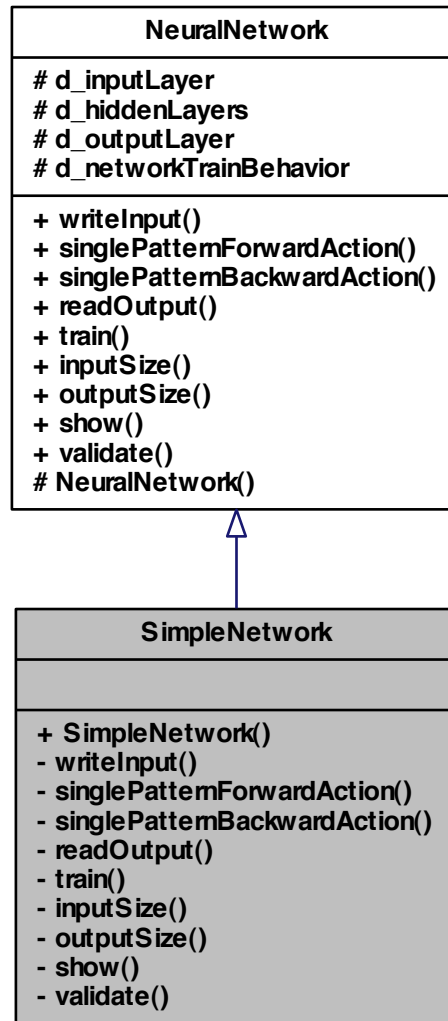 NeuralNetwork
# d_inputLayer
# d_hiddenLayers
# d_outputLayer
# d_networkTrainBehavior
+ writeInput()
+ singlePatternForwardAction()
+ singlePatternBackwardAction()
+ readOutput()
+ train()
+ inputSize()
+ outputSize()
+ show()
+ validate()
# NeuralNetwork()
SimpleNetwork
+ SimpleNetwork()
- writeInput()
- singlePatternForwardAction()
- singlePatternBackwardAction()
- readOutput()
- train()
- inputSize()
- outputSize()
- show()
- validate()